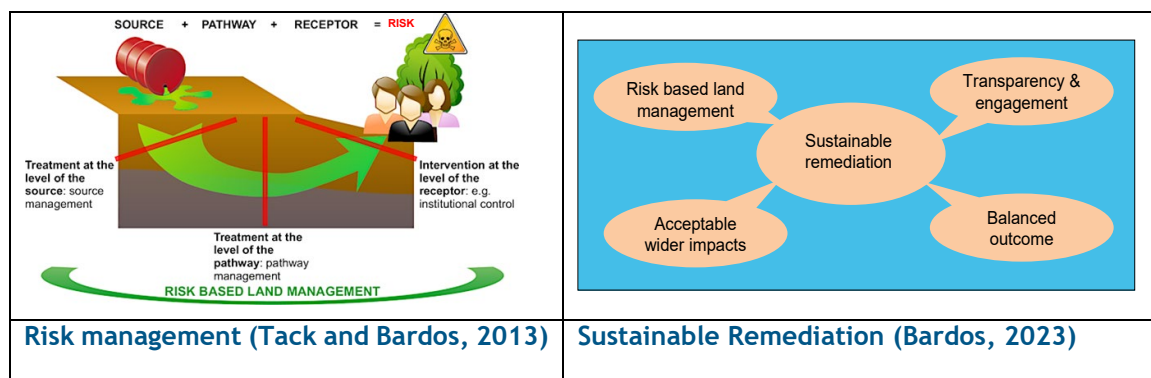 SOURCE + PATHWAY + RECEPTOR = RISK
Treatment at the
level of the
source: source
management
Intervention at the
level of the
receptor: e.g.
institutional control
Treatment at the
level of the
pathway: pathway
management
RISK BASED LAND MANAGEMENT
Risk based land
management
Transparency &
engagement
Sustainable
remediation
Acceptable
wider impacts
Balanced
outcome
Risk management (Tack and Bardos, 2013)
Sustainable Remediation (Bardos, 2023)